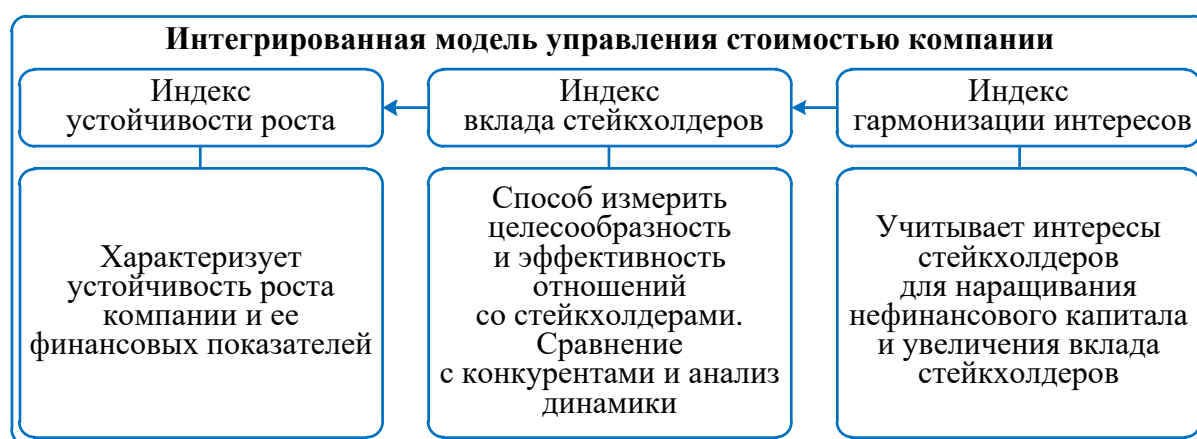 Интегрированная модель управления стоимостью компании
Индекс
устойчивости роста
Индекс
вклада стейкхолдеров
Индекс
гармонизации интересов
Характеризует
устойчивость роста
компании и ее
финансовых показателей
Способ измерить
целесообразность
и эффективность
отношений
со стейкхолдерами.
Сравнение
с конкурентами и анализ
динамики
Учитывает интересы
стейкхолдеров
для наращивания
нефинансового капитала
и увеличения вклада
стейкхолдеров